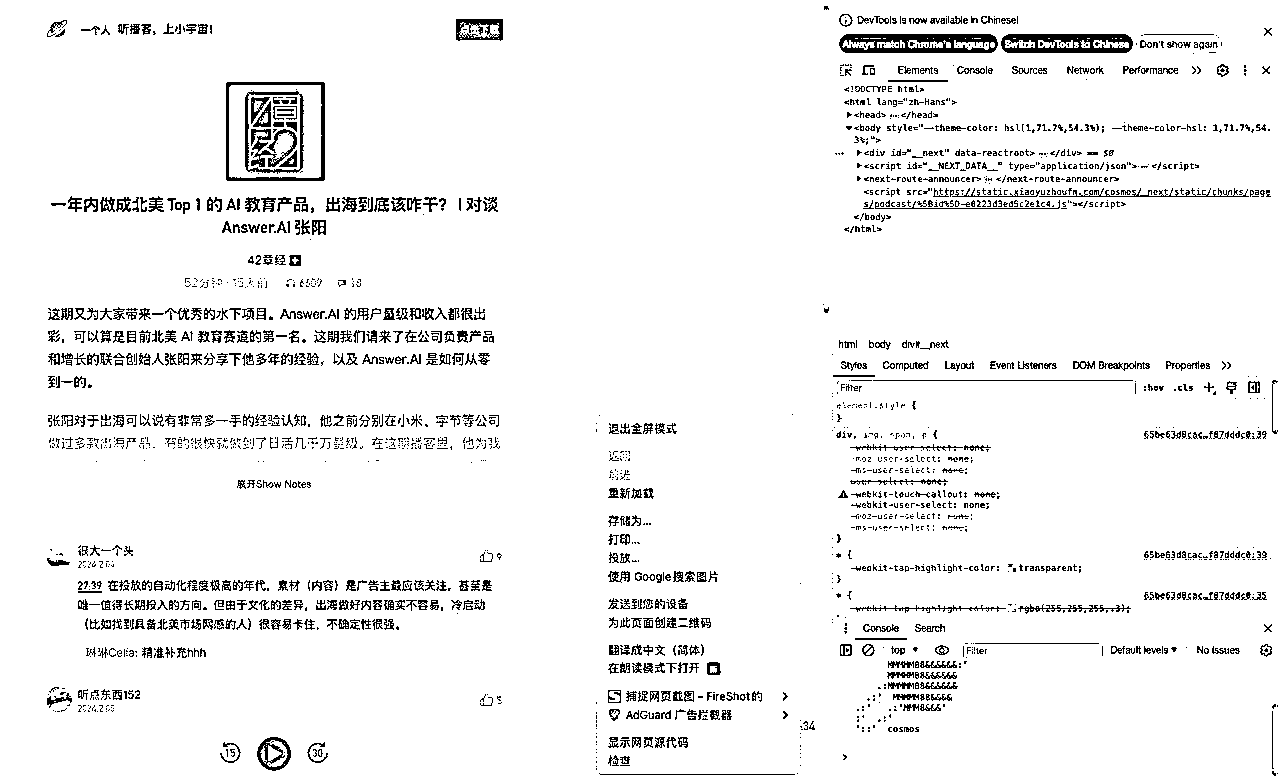 一个人 听播客，上小宇宙!
点击下载
一年内做成北美 Top 1 的 AI 教育产品，出海到底该咋干？ | 对谈
Answer.AI 张阳
42章经
52分钟 · 15天前
这期又为大家带来一个优秀的水下项目。Answer.AI 的用户量级和收入都很出
彩，可以算是目前北美 AI 教育赛道的第一名。这期我们请来了在公司负责产品
和增长的联合创始人张阳来分享下他多年的经验，以及 Answer.AI 是如何从零
到一的。
张阳对于出海可以说有非常多一手的经验认知，他之前分别在小米、字节等公司
做过多款出海产品，有的很快就做到了日活几千万量级。在这期播客里，他为我
展开Show Notes
很大一个头
9
27:39 在投放的自动化程度极高的年代，素材（内容）是广告主最应该关注，甚至是
唯一值得长期投入的方向。但由于文化的差异，出海做好内容确实不容易，冷启动
（比如找到具备北美市场网感的人）很容易卡住、不确定性很强。
琳琳Celia: 精准补充hhh
听点东西152
5
15
30
退出全屏模式
返回
前进
重新加载
存储为...
打印...
投放...
使用 Google搜索图片
发送到您的设备
为此页面创建二维码
翻译成中文（简体）
在朗读模式下打开
捕捉网页截图 - FireShot的
AdGuard 广告拦截器
显示网页源代码
检查
:34
DevTools is now available in Chinese!
Always match Chrome's language
Switch DevTools to Chinese
Don't show again
Elements
Console
Sources
Network
Performance
<!DOCTYPE html>
<html lang="zh-Hans">
<head> … </head>
<body style="--theme-color: hsl(1,71.7%,54.3%); --theme-color-hsl: 1,71.7%,54.
3%;">
<div id="__next" data-reactroot> … </div> == $0
<script id="__NEXT_DATA__" type="application/json"> … </script>
<next-route-announcer> … </next-route-announcer>
<script src="https://static.xiaoyuzhoufm.com/cosmos/_next/static/chunks/page
s/podcast/%5Bid%5D-e0223d3ed5c2e1c4.js"></script>
</body>
</html>
html body div#__next
Styles
Computed
Layout
Event Listeners
DOM Breakpoints
Properties
Filter
:hov .cls
element.style {
}
div, img, span, p {
-webkit-user-select: none;
-moz-user-select: none;
-ms-user-select: none;
user-select: none;
-webkit-touch-callout: none;
-webkit-user-select: none;
-moz-user-select: none;
-ms-user-select: none;
}
* {
-webkit-tap-highlight-color: transparent;
}
* {
-webkit-tap-highlight-color: rgba(255,255,255,.3);
Console
Search
top
Filter
Default levels
No Issues
cosmos